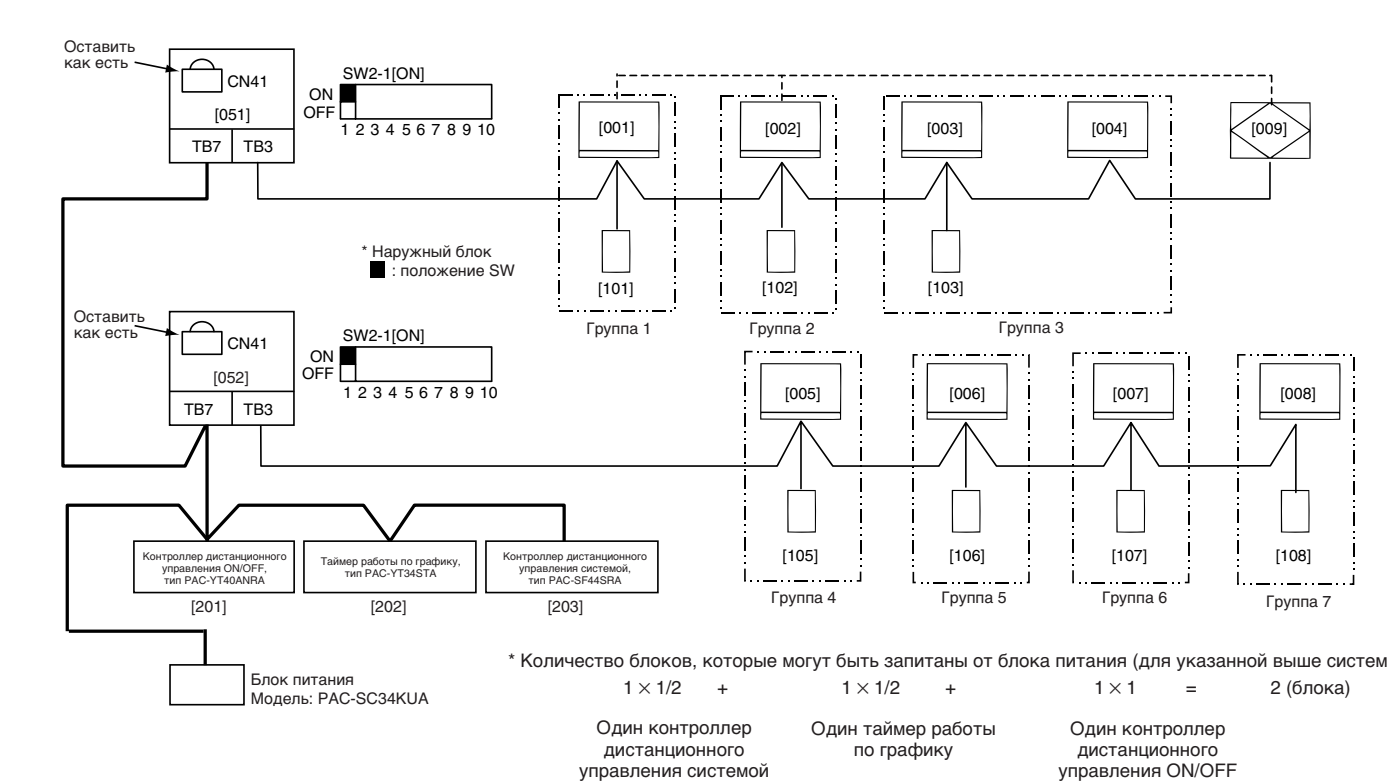 Оставить
как есть
CN41
[051]
TB7 TB3
SW2-1[ON]
ON
OFF
1 2 3 4 5 6 7 8 9 10
[001]
[002]
[003]
[004]
[009]
* Наружный блок
: положение SW
[101]
[102]
[103]
Группа 1
Группа 2
Группа 3
Оставить
как есть
CN41
[052]
TB7 TB3
SW2-1[ON]
ON
OFF
1 2 3 4 5 6 7 8 9 10
[005]
[006]
[007]
[008]
[105]
[106]
[107]
[108]
Группа 4
Группа 5
Группа 6
Группа 7
Контроллер дистанционного
управления ON/OFF,
тип PAC-YT40ANRA
[201]
Таймер работы по графику,
тип PAC-YT34STA
[202]
Контроллер дистанционного
управления системой,
тип PAC-SF44SRA
[203]
Блок питания
Модель: PAC-SC34KUA
* Количество блоков, которые могут быть запитаны от блока питания (для указанной выше систем
1 × 1/2 + 1 × 1/2 + 1 × 1 = 2 (блока)
Один контроллер
дистанционного
управления системой
Один таймер работы
по графику
Один контроллер
дистанционного
управления ON/OFF